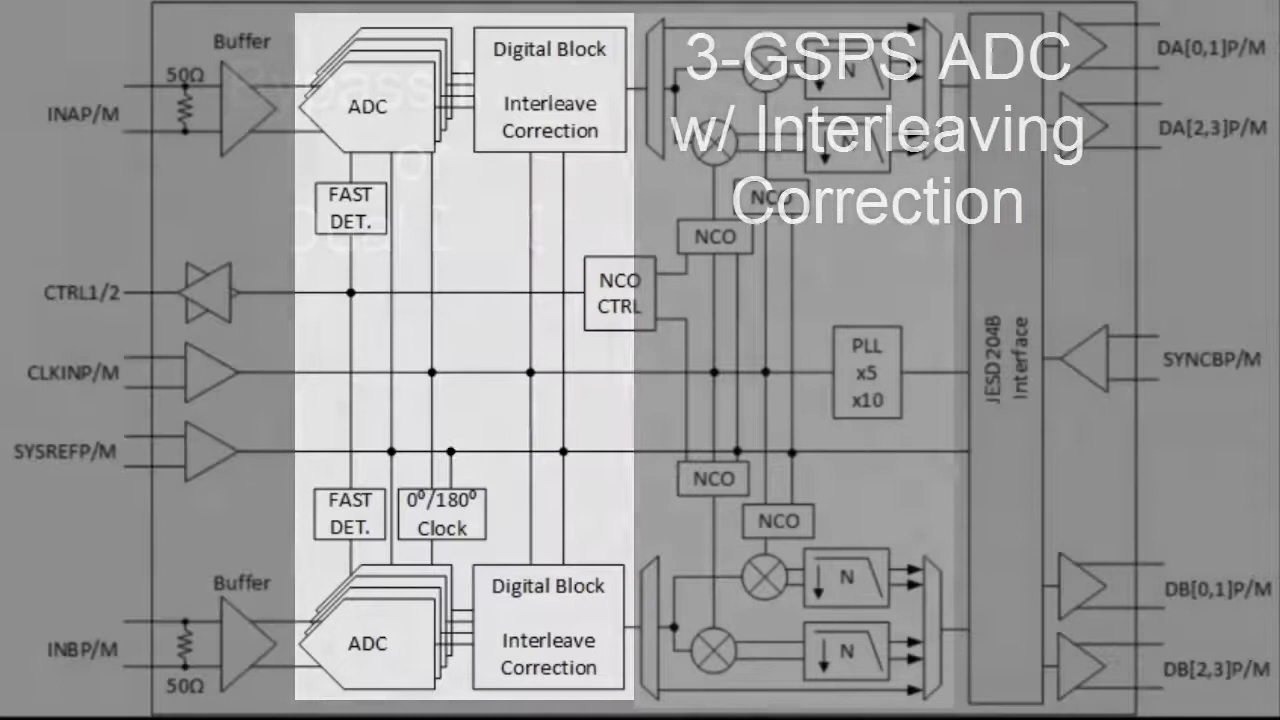 3-GSPS ADC
w/ Interleaving
Correction
Buffer
50Ω
INAP/M
ADC
Digital Block
Interleave
Correction
N
N
NCO
NCO
FAST
DET.
NCO
CTRL
CTRL1/2
CLKINP/M
SYSREFP/M
PLL
x5
x10
JESD204B
Interface
DA[0,1]P/M
DA[2,3]P/M
SYNCBP/M
FAST
DET.
0⁰/180⁰
Clock
NCO
NCO
Buffer
INBP/M
50Ω
ADC
Digital Block
Interleave
Correction
N
N
DB[0,1]P/M
DB[2,3]P/M